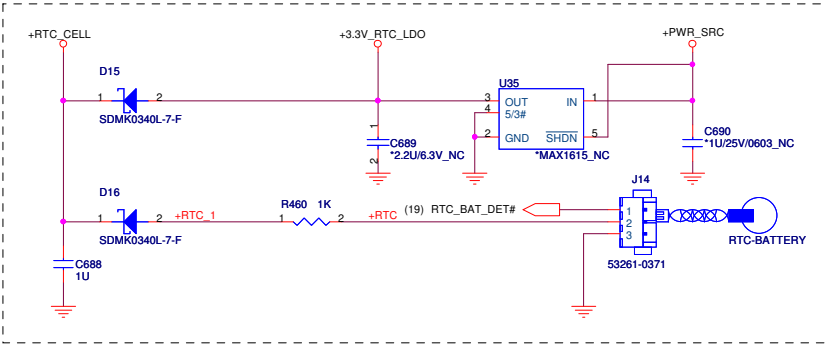 +RTC_CELL
+3.3V_RTC_LDO
+PWR_SRC
D15
1
2
SDMK0340L-7-F
U35
3
OUT
IN
1
4
5/3#
2
GND
SHDN
5
*MAX1615_NC
1
C689
*2.2U/6.3V_NC
2
C690
*1U/25V/0603_NC
D16
1
2
SDMK0340L-7-F
+RTC_1
R460 1K
1
2
+RTC
(19) RTC_BAT_DET#
J14
1
2
3
53261-0371
RTC-BATTERY
C688
1U